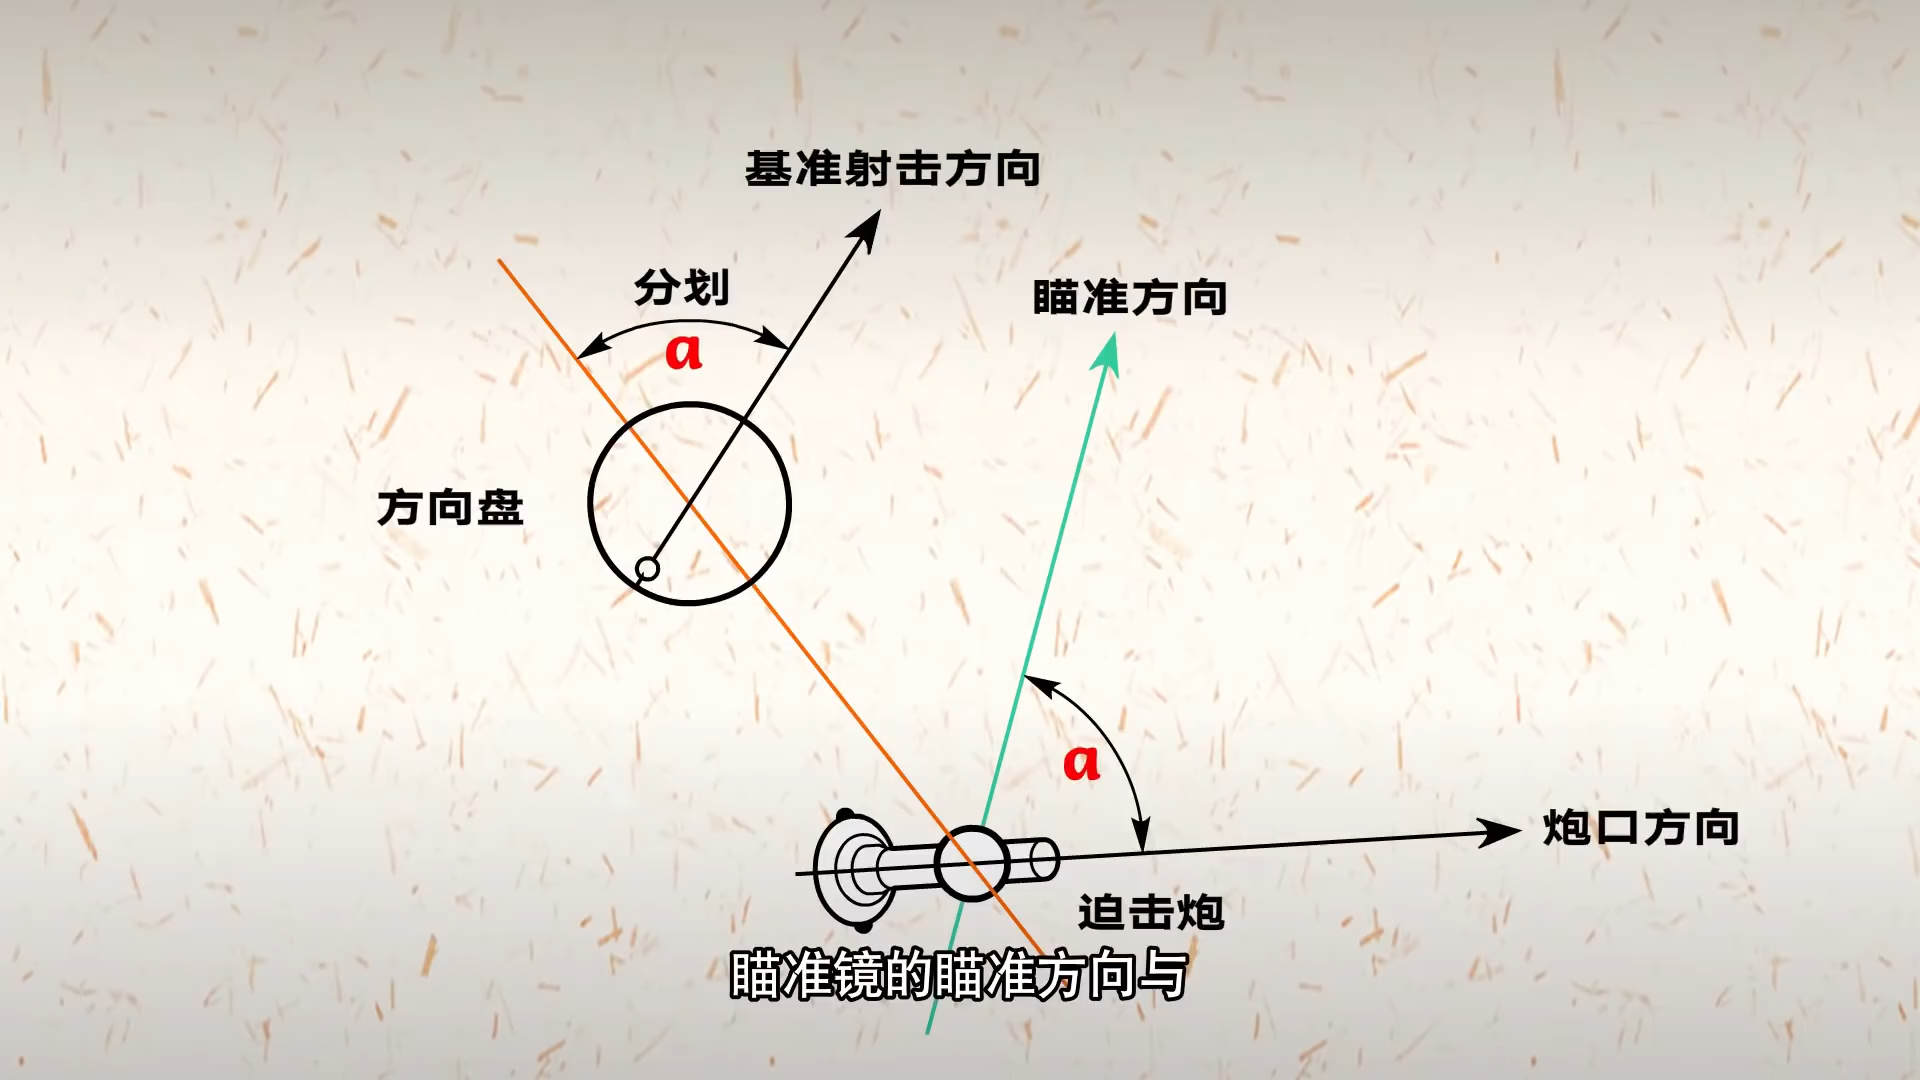 基准射击方向
分划
α
瞄准方向
方向盘
α
炮口方向
迫击炮
瞄准镜的瞄准方向与